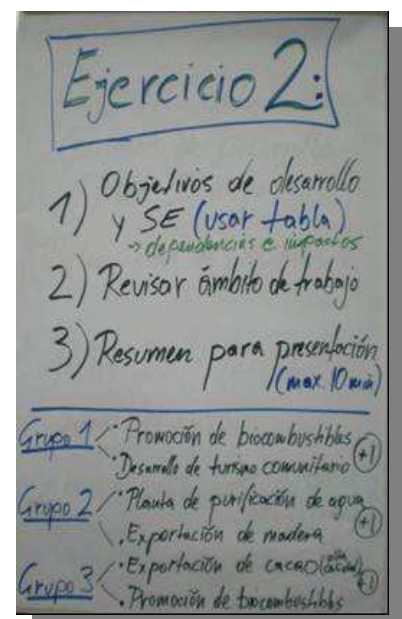 Ejercicio 2:
1) Objetivos de desarrollo
y SE (usar tabla)
→ dependencias e impactos
2) Revisar ámbito de trabajo
3) Resumen para presentación
(max. 10 min)
Grupo 1
• Promoción de biocombustibles
• Desarrollo de turismo comunitario +1
Grupo 2
• Planta de purificación de agua
• Exportación de madera +1
Grupo 3
• Exportación de cacao +1
• Promoción de biocombustibles